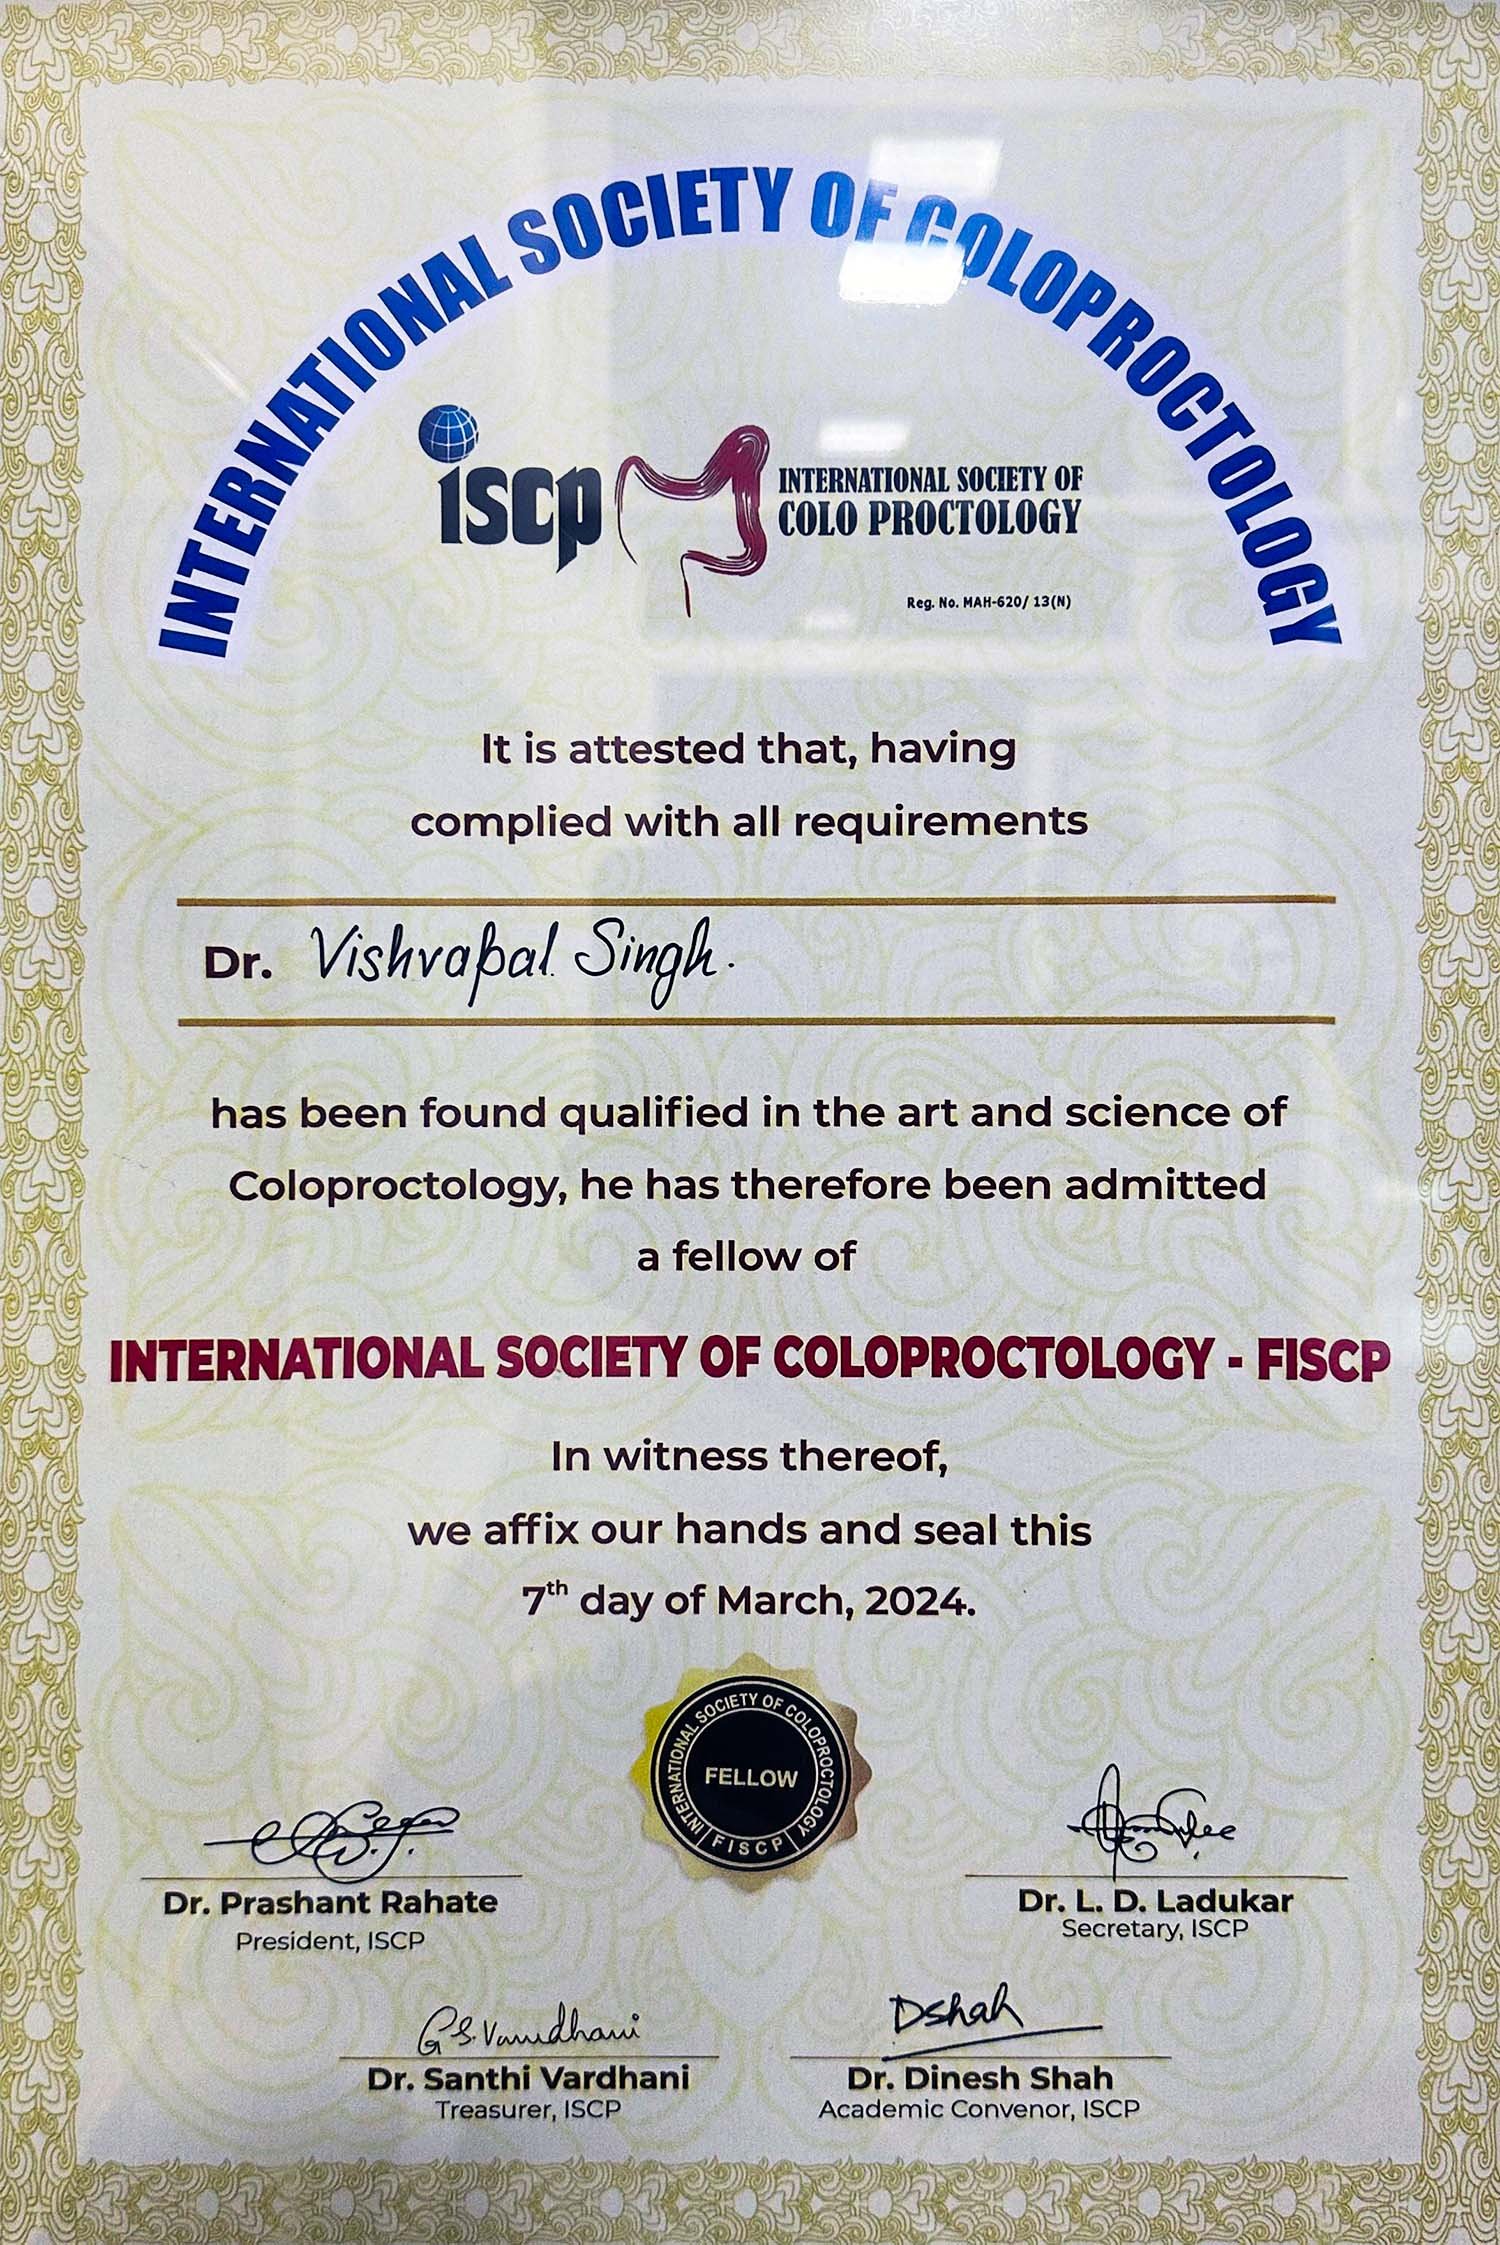 INTERNATIONAL SOCIETY OF COLOPROCTOLOGY
iscp
INTERNATIONAL SOCIETY OF
COLO PROCTOLOGY
Reg. No. MAH-620/ 13(N)
It is attested that, having
complied with all requirements
Dr. Vishvapal Singh.
has been found qualified in the art and science of
Coloproctology, he has therefore been admitted
a fellow of
INTERNATIONAL SOCIETY OF COLOPROCTOLOGY - FISCP
In witness thereof,
we affix our hands and seal this
7th day of March, 2024.
INTERNATIONAL SOCIETY OF COLOPROCTOLOGY
FELLOW
FISCP
Dr. Prashant Rahate
President, ISCP
Dr. L. D. Ladukar
Secretary, ISCP
G S. Vardhani
Dr. Santhi Vardhani
Treasurer, ISCP
DShah
Dr. Dinesh Shah
Academic Convenor, ISCP